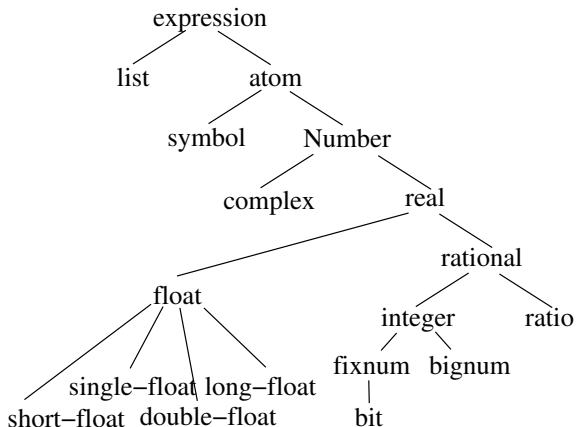 expression
list atom
symbol Number
complex real
rational
float integer ratio
fixnum bignum
single−float long−float
short−float double−float bit